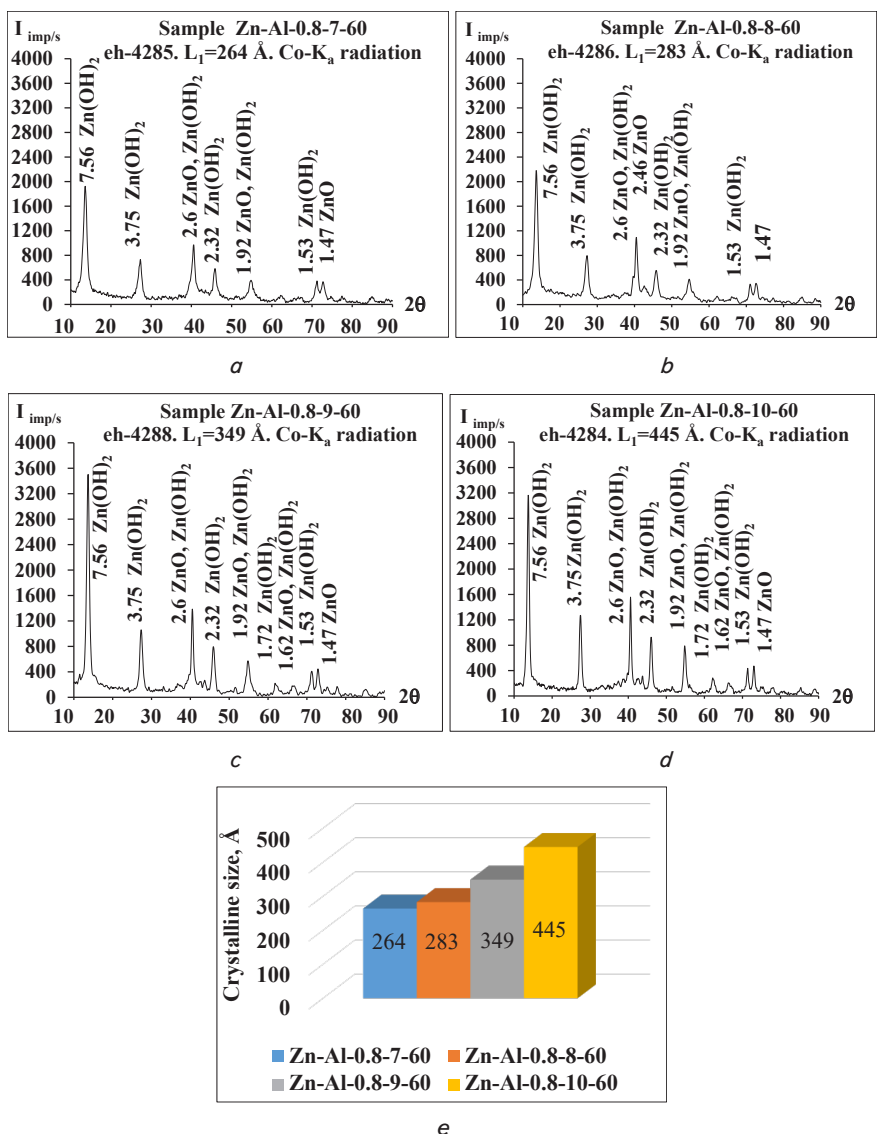 I imp/s
Sample Zn-Al-0.8-7-60
eh-4285. L₁=264 Å. Co-Kₐ radiation
4000
3600
3200
2800
2400
2000
1600
1200
800
400
0
7.56 Zn(OH)₂
3.75 Zn(OH)₂
2.6 ZnO, Zn(OH)₂
2.32 Zn(OH)₂
1.92 ZnO, Zn(OH)₂
1.53 Zn(OH)₂
1.47 ZnO
10 20 30 40 50 60 70 80 90
2θ
a
I imp/s
Sample Zn-Al-0.8-8-60
eh-4286. L₁=283 Å. Co-Kₐ radiation
4000
3600
3200
2800
2400
2000
1600
1200
800
400
0
7.56 Zn(OH)₂
3.75 Zn(OH)₂
2.6 ZnO, Zn(OH)₂
2.46 ZnO
2.32 Zn(OH)₂
1.92 ZnO, Zn(OH)₂
1.53 Zn(OH)₂
1.47
10 20 30 40 50 60 70 80 90
2θ
b
I imp/s
Sample Zn-Al-0.8-9-60
eh-4288. L₁=349 Å. Co-Kₐ radiation
4000
3600
3200
2800
2400
2000
1600
1200
800
400
0
7.56 Zn(OH)₂
3.75 Zn(OH)₂
2.6 ZnO, Zn(OH)₂
2.32 Zn(OH)₂
1.92 ZnO, Zn(OH)₂
1.72 Zn(OH)₂
1.62 ZnO, Zn(OH)₂
1.53 Zn(OH)₂
1.47 ZnO
10 20 30 40 50 60 70 80 90
2θ
c
I imp/s
Sample Zn-Al-0.8-10-60
eh-4284. L₁=445 Å. Co-Kₐ radiation
4000
3600
3200
2800
2400
2000
1600
1200
800
400
0
7.56 Zn(OH)₂
3.75 Zn(OH)₂
2.6 ZnO, Zn(OH)₂
2.32 Zn(OH)₂
1.92 ZnO, Zn(OH)₂
1.72 Zn(OH)₂
1.62 ZnO, Zn(OH)₂
1.53 Zn(OH)₂
1.47 ZnO
10 20 30 40 50 60 70 80 90
2θ
d
Crystalline size, Å
500
400
300
200
100
0
264 283 349 445
Zn-Al-0.8-7-60 Zn-Al-0.8-8-60
Zn-Al-0.8-9-60 Zn-Al-0.8-10-60
e